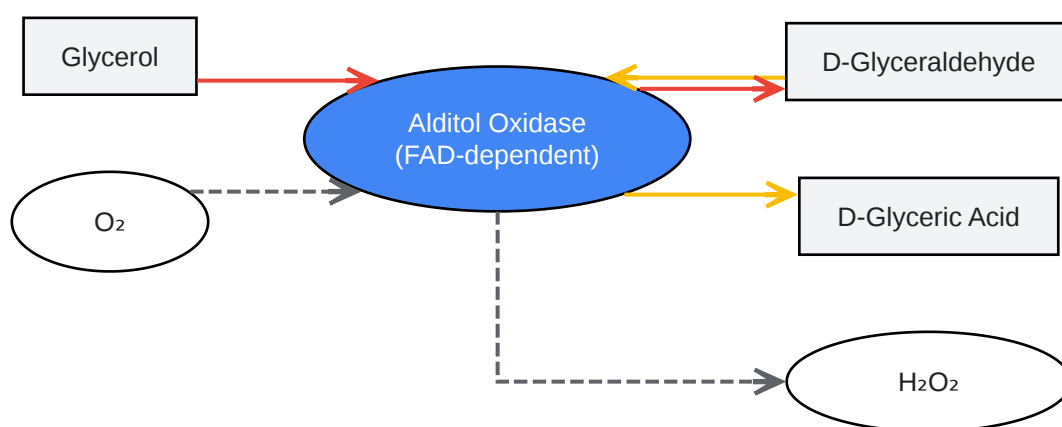 Glycerol
D-Glyceraldehyde
Alditol Oxidase
(FAD-dependent)
O₂
D-Glyceric Acid
H₂O₂